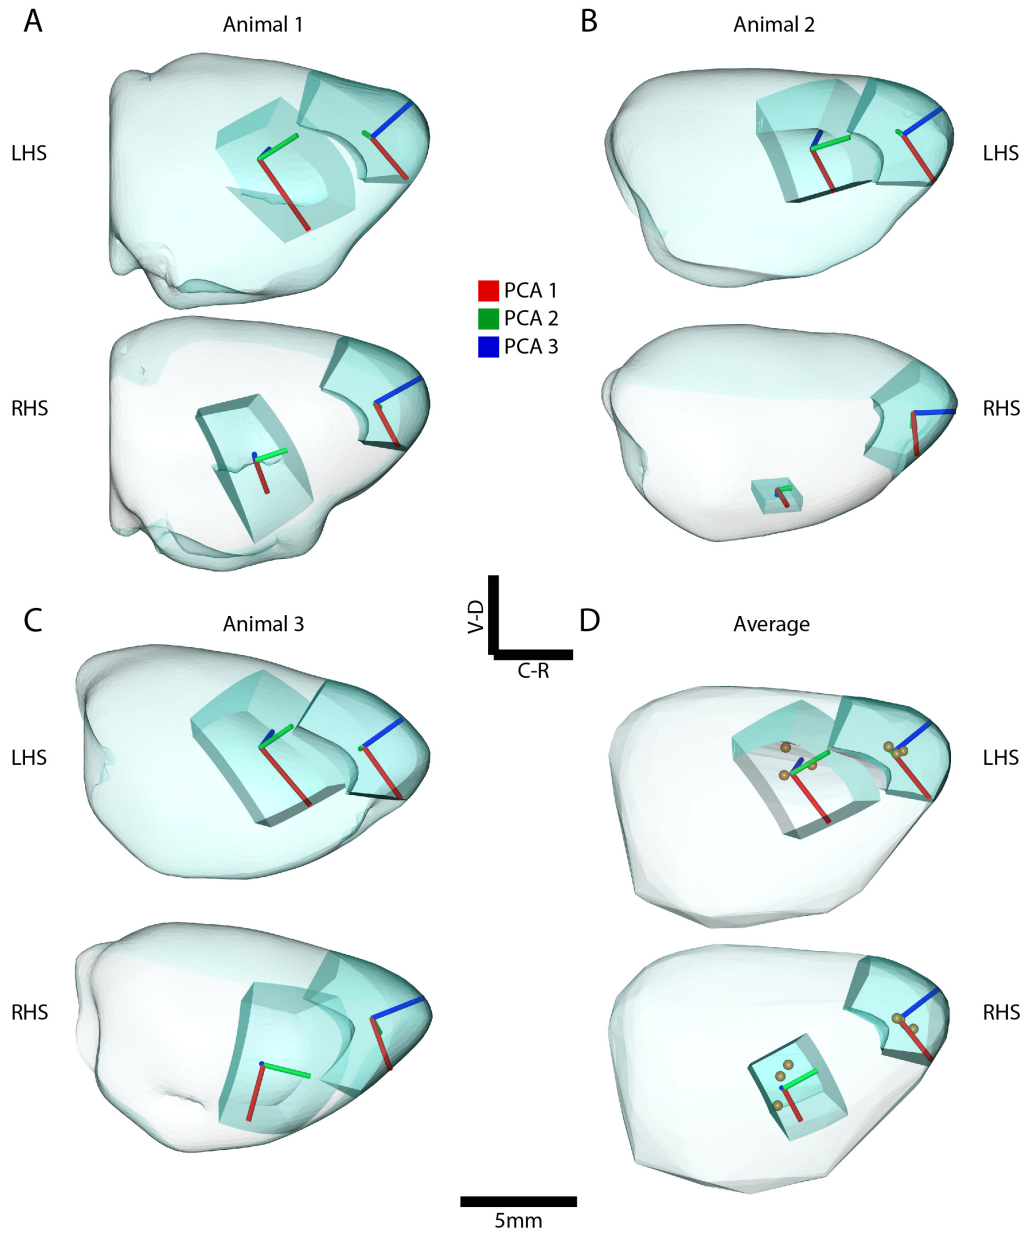 A
Animal 1
B
Animal 2
LHS
LHS
PCA 1
PCA 2
PCA 3
RHS
RHS
C
Animal 3
V-D
C-R
D
Average
LHS
LHS
RHS
RHS
5mm